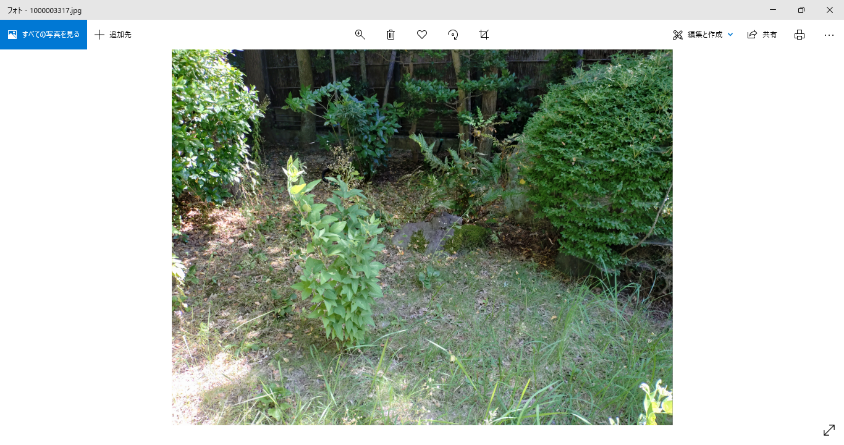 フォト - 1000003317.jpg
すべての写真を見る
追加先
編集と作成
共有